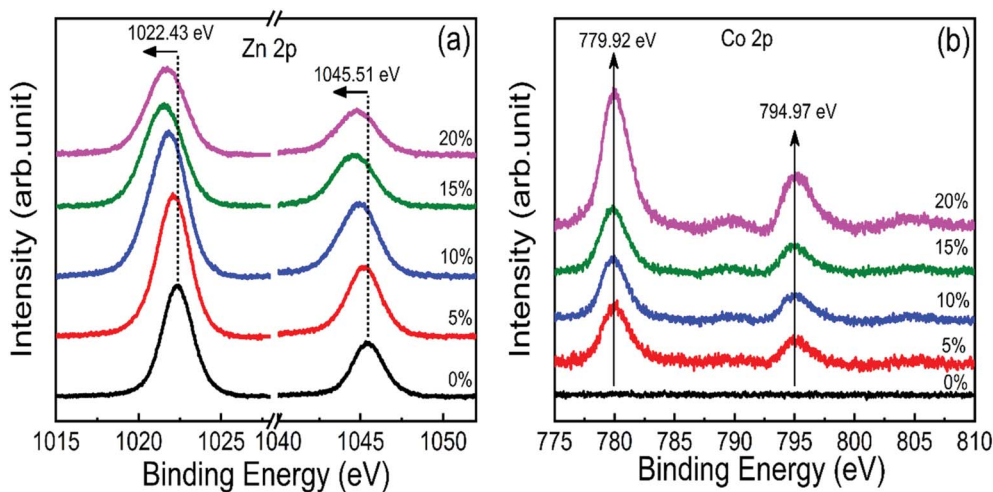 1022.43 eV
Zn 2p
(a)
1045.51 eV
20%
15%
10%
5%
0%
Intensity (arb.unit)
1015 1020 1025 1040 1045 1050
Binding Energy (eV)
779.92 eV
Co 2p
(b)
794.97 eV
20%
15%
10%
5%
0%
Intensity (arb.unit)
775 780 785 790 795 800 805 810
Binding Energy (eV)